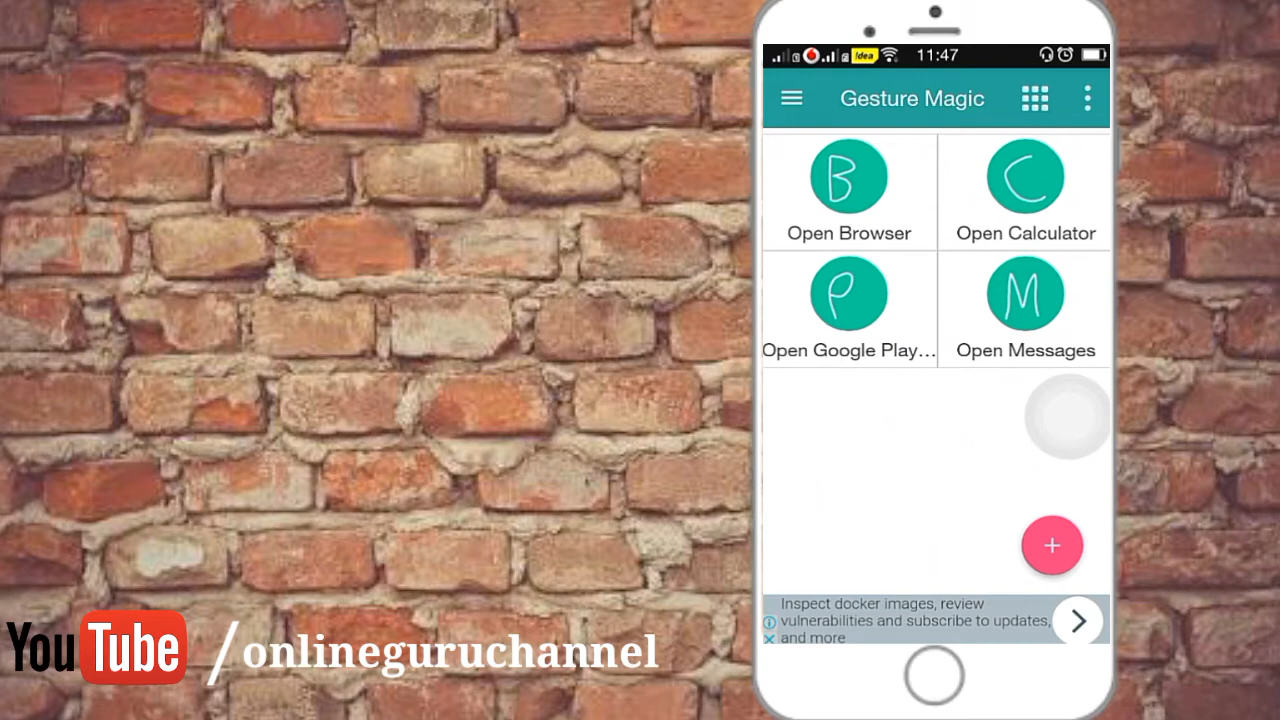 !dea 11:47
Gesture Magic
B
C
Open Browser
Open Calculator
P
M
Open Google Play...
Open Messages
+
Inspect docker images, review
vulnerabilities and subscribe to updates,
and more
YouTube /onlineguruchannel